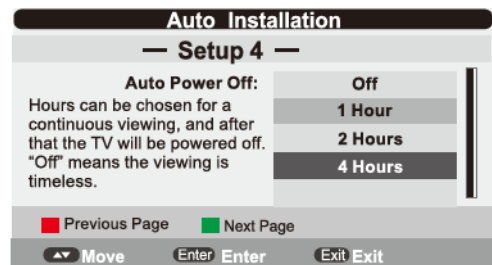 Auto Installation
— Setup 4 —
Auto Power Off:
Hours can be chosen for a
continuous viewing, and after
that the TV will be powered off.
“Off” means the viewing is
timeless.
Off
1 Hour
2 Hours
4 Hours
Previous Page Next Page
Move Enter Enter Exit Exit